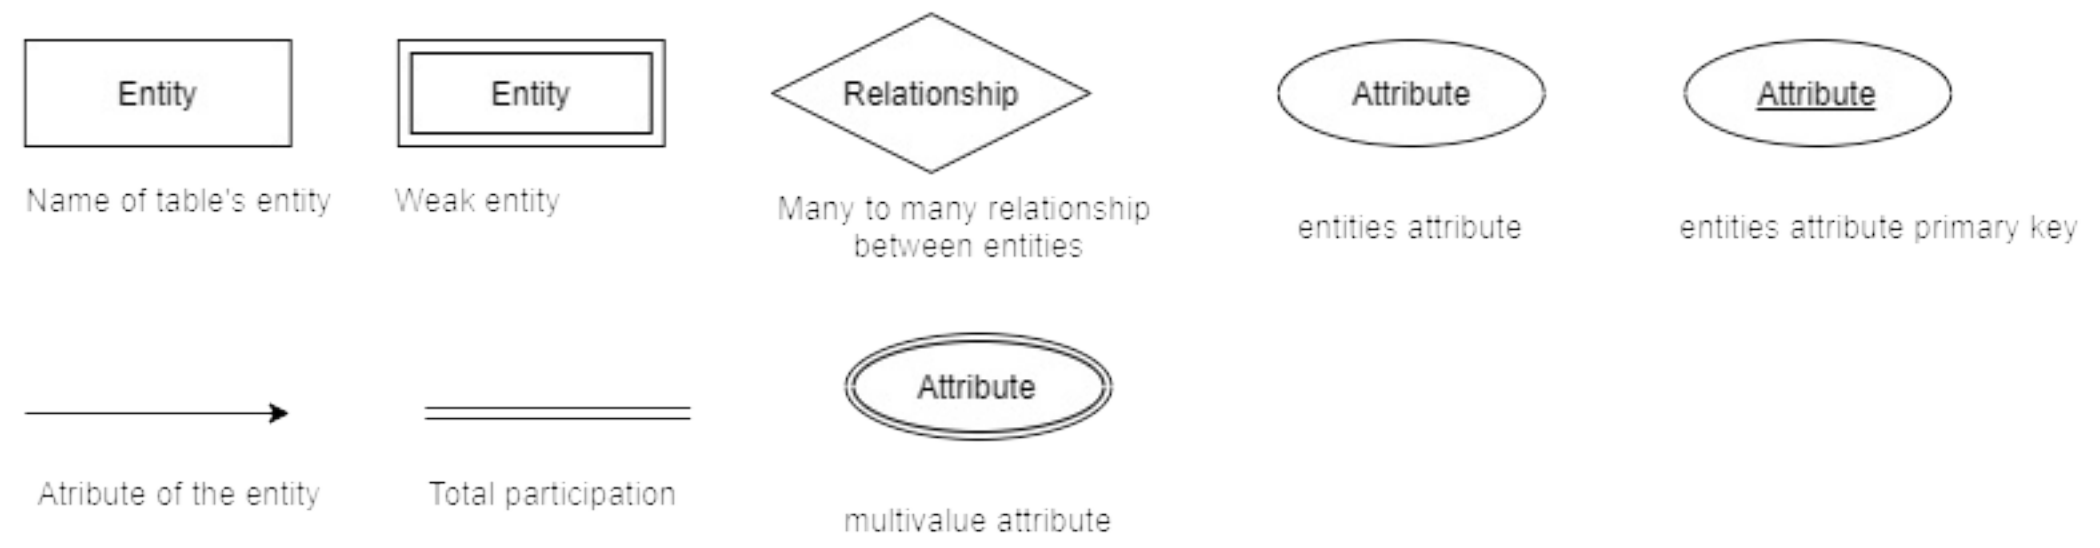 Entity
Entity
Relationship
Attribute
Attribute
Name of table's entity
Weak entity
Many to many relationship
between entities
entities attribute
entities attribute primary key
Attribute
Atribute of the entity
Total participation
multivalue attribute